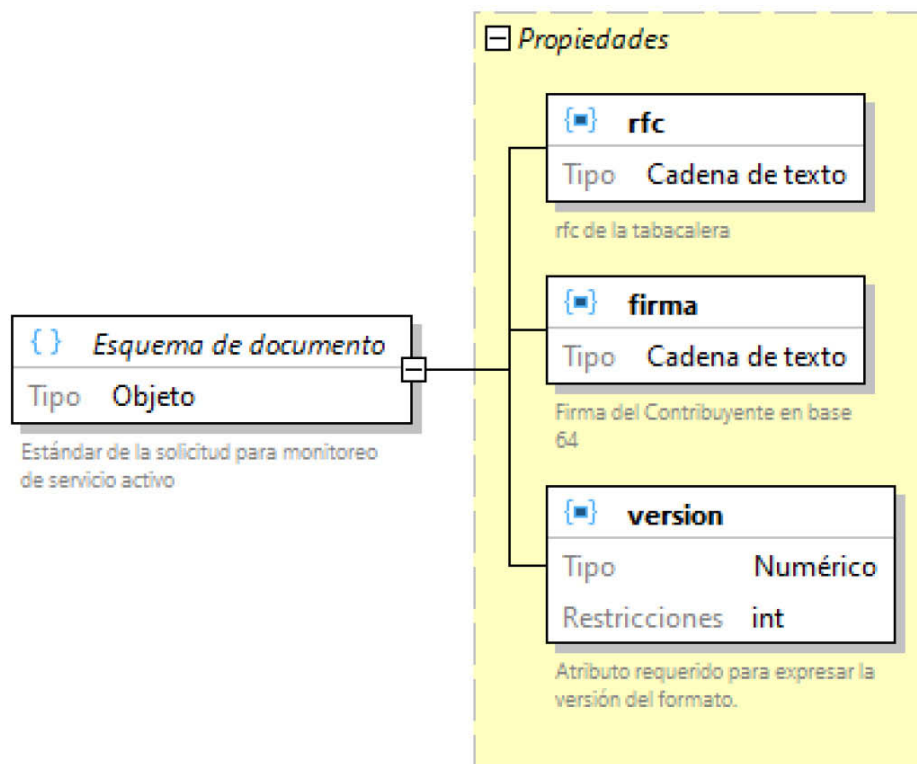 Propiedades
rfc
Tipo Cadena de texto
rfc de la tabacalera
firma
Tipo Cadena de texto
Firma del Contribuyente en base
64
Esquema de documento
Tipo Objeto
Estándar de la solicitud para monitoreo
de servicio activo
version
Tipo Numérico
Restricciones int
Atributo requerido para expresar la
versión del formato.